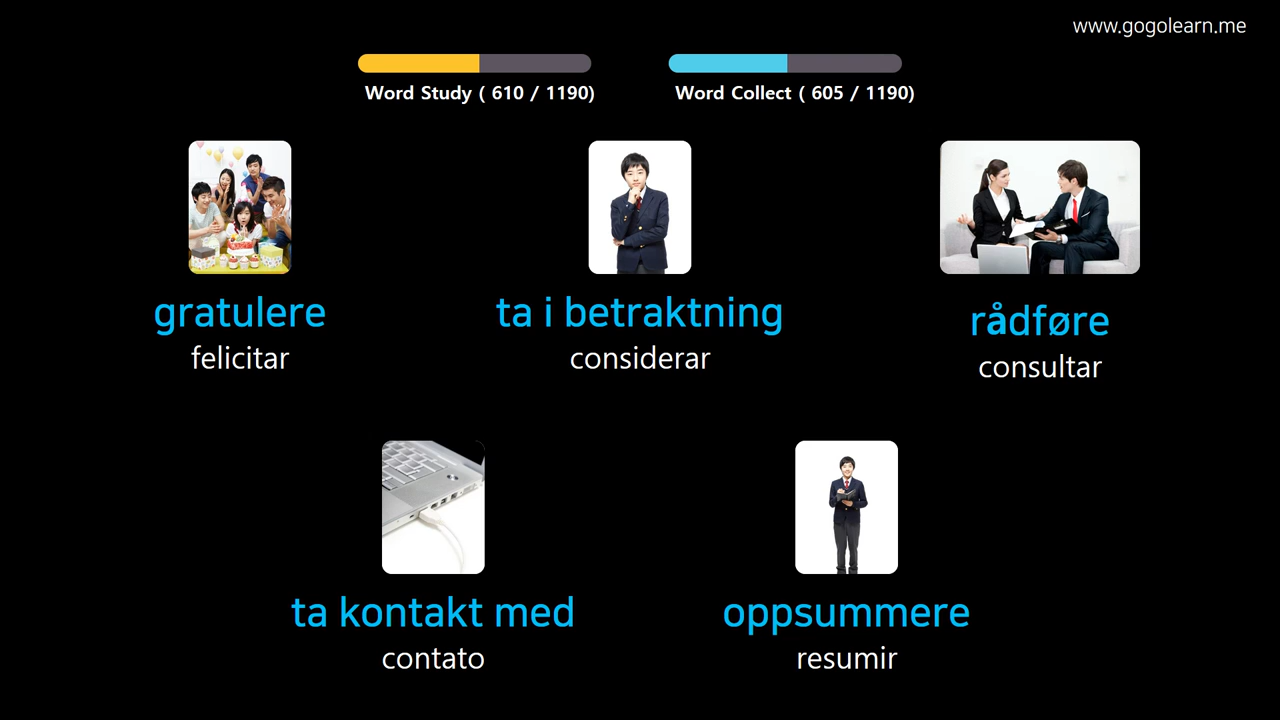 www.gogolearn.me
Word Study ( 610 / 1190)
Word Collect ( 605 / 1190)
gratulere
felicitar
ta i betraktning
considerar
rådføre
consultar
ta kontakt med
contato
oppsummere
resumir